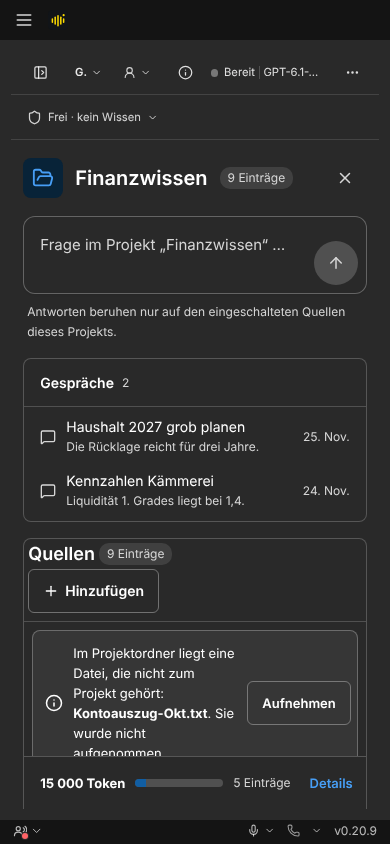 G.
Bereit GPT-6.1-...
Frei · kein Wissen
Finanzwissen 9 Einträge
Frage im Projekt „Finanzwissen“ ...
Antworten beruhen nur auf den eingeschalteten Quellen
dieses Projekts.
Gespräche 2
Haushalt 2027 grob planen
Die Rücklage reicht für drei Jahre.
25. Nov.
Kennzahlen Kämmerei
Liquidität 1. Grades liegt bei 1,4.
24. Nov.
Quellen 9 Einträge
Hinzufügen
Im Projektordner liegt eine
Datei, die nicht zum
Projekt gehört:
Kontoauszug-Okt.txt. Sie
wurde nicht
aufgenommen
Aufnehmen
15 000 Token 5 Einträge Details
v0.20.9